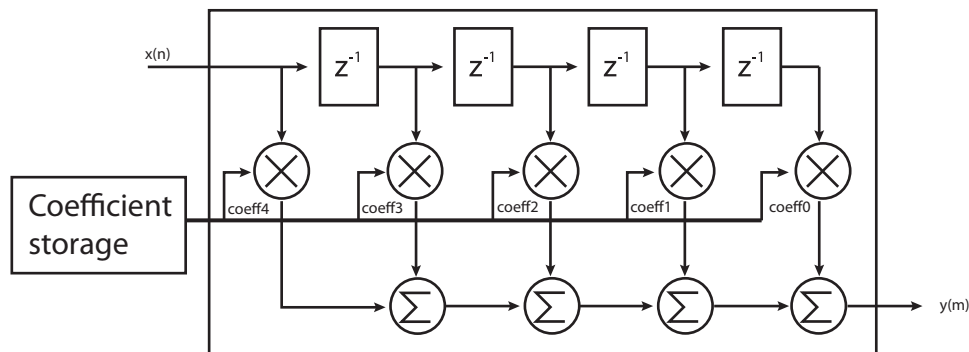 x(n)
z⁻¹
z⁻¹
z⁻¹
z⁻¹
Coefficient
storage
coeff4
coeff3
coeff2
coeff1
coeff0
Σ
Σ
Σ
Σ
y(m)